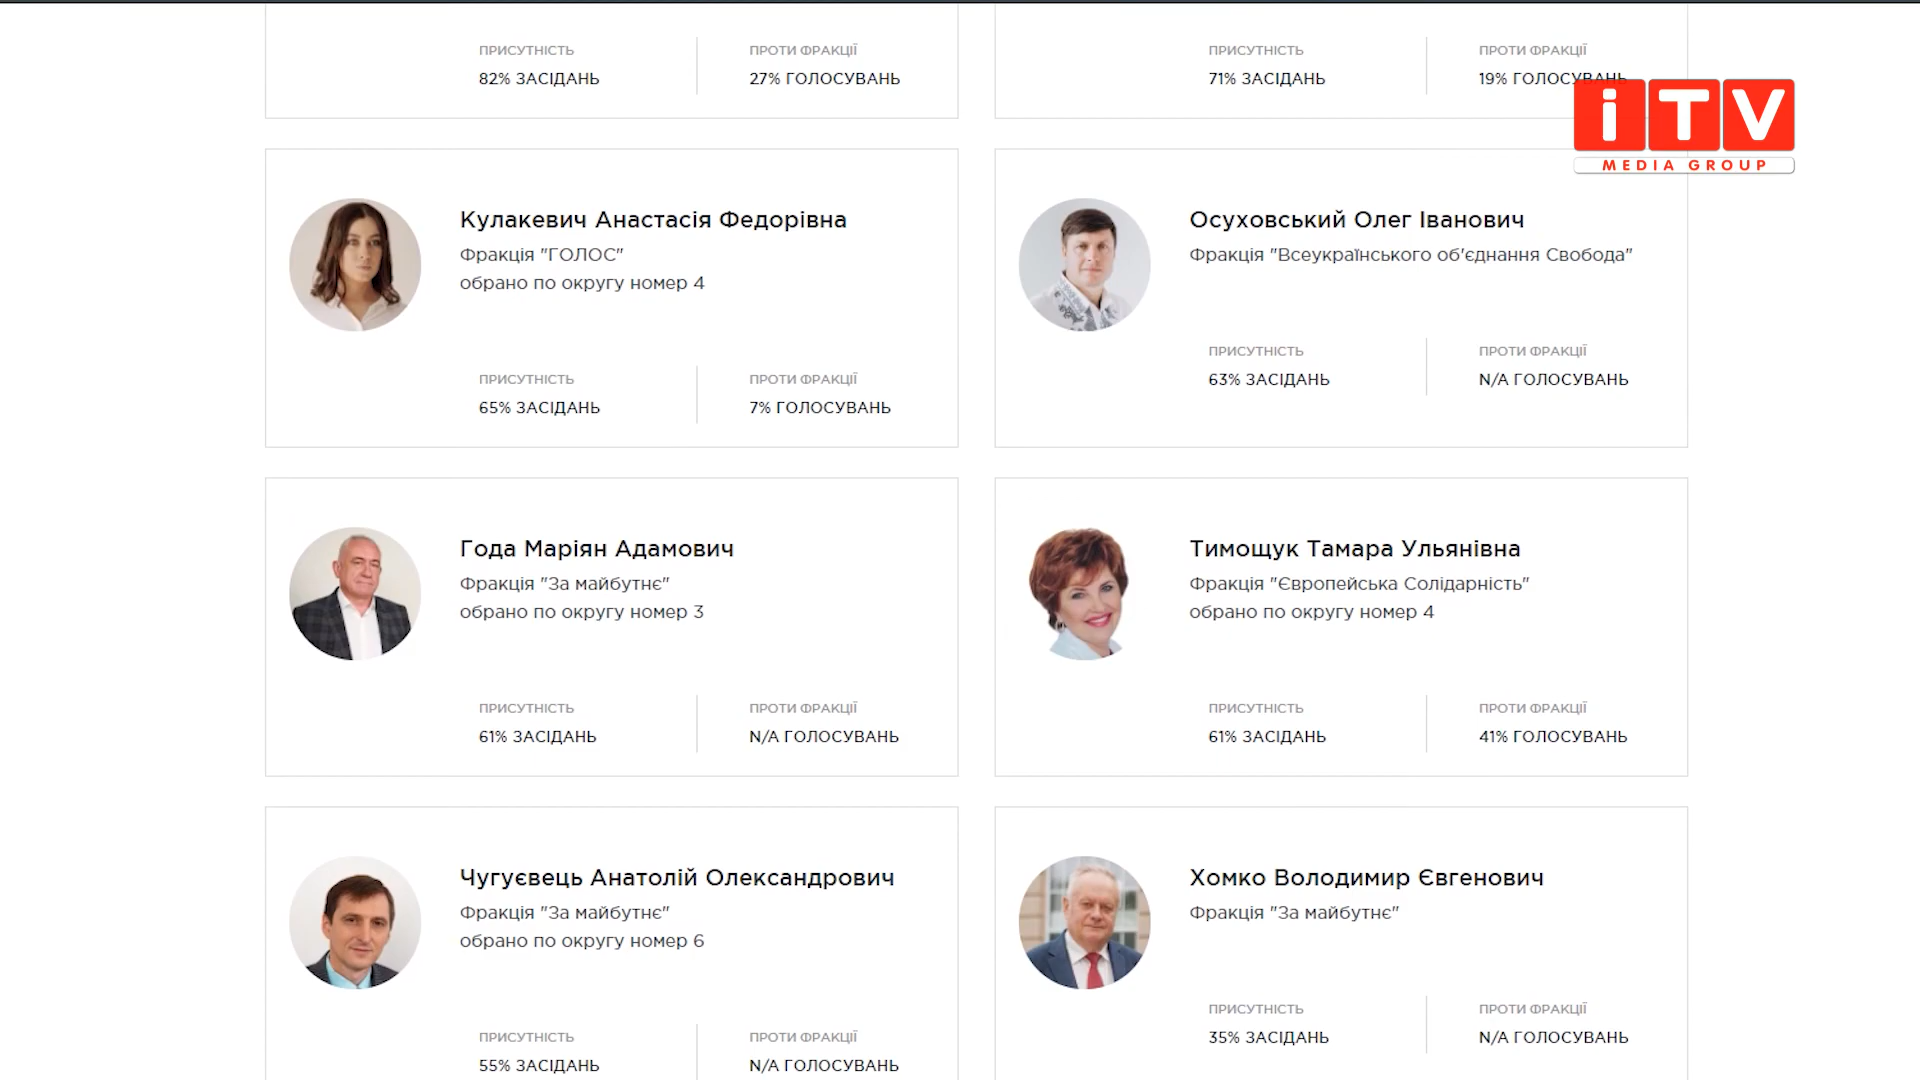 ПРИСУТНІСТЬ
82% ЗАСІДАНЬ
ПРОТИ ФРАКЦІЇ
27% ГОЛОСУВАНЬ
ПРИСУТНІСТЬ
71% ЗАСІДАНЬ
ПРОТИ ФРАКЦІЇ
19% ГОЛОСУВАНЬ
iTV
MEDIA GROUP
Кулакевич Анастасія Федорівна
Фракція "ГОЛОС"
обрано по округу номер 4
ПРИСУТНІСТЬ
65% ЗАСІДАНЬ
ПРОТИ ФРАКЦІЇ
7% ГОЛОСУВАНЬ
Осуховський Олег Іванович
Фракція "Всеукраїнського об'єднання Свобода"
ПРИСУТНІСТЬ
63% ЗАСІДАНЬ
ПРОТИ ФРАКЦІЇ
N/A ГОЛОСУВАНЬ
Года Маріян Адамович
Фракція "За майбутнє"
обрано по округу номер 3
ПРИСУТНІСТЬ
61% ЗАСІДАНЬ
ПРОТИ ФРАКЦІЇ
N/A ГОЛОСУВАНЬ
Тимощук Тамара Ульянівна
Фракція "Європейська Солідарність"
обрано по округу номер 4
ПРИСУТНІСТЬ
61% ЗАСІДАНЬ
ПРОТИ ФРАКЦІЇ
41% ГОЛОСУВАНЬ
Чугуєвець Анатолій Олександрович
Фракція "За майбутнє"
обрано по округу номер 6
ПРИСУТНІСТЬ
55% ЗАСІДАНЬ
ПРОТИ ФРАКЦІЇ
N/A ГОЛОСУВАНЬ
Хомко Володимир Євгенович
Фракція "За майбутнє"
ПРИСУТНІСТЬ
35% ЗАСІДАНЬ
ПРОТИ ФРАКЦІЇ
N/A ГОЛОСУВАНЬ